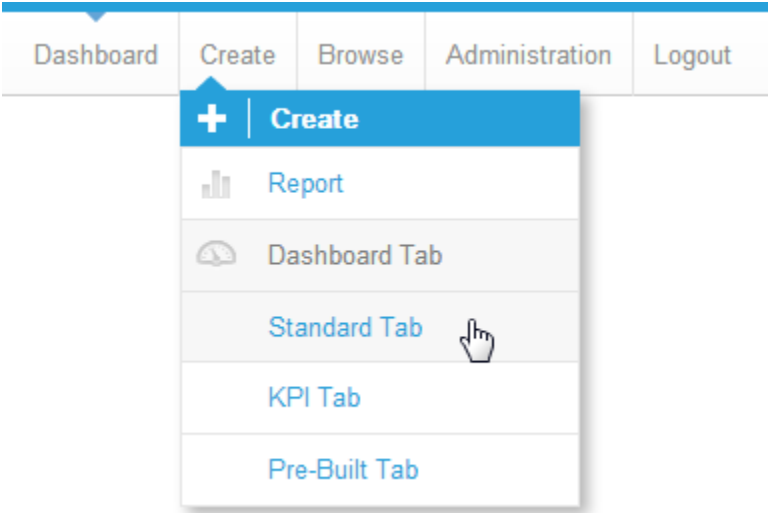 Dashboard Create Browse Administration Logout
Create
Report
Dashboard Tab
Standard Tab
KPI Tab
Pre-Built Tab